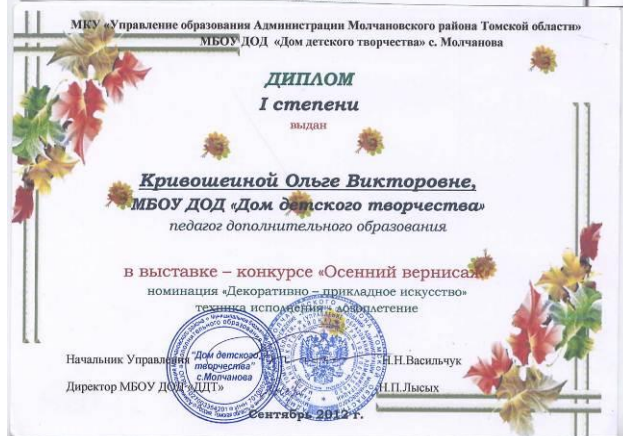 МКУ «Управление образования Администрации Молчановского района Томской области»
МБОУ ДОД «Дом детского творчества» с. Молчанова
ДИПЛОМ
I степени
выдан
Кривошеиной Ольге Викторовне,
МБОУ ДОД «Дом детского творчества»
педагог дополнительного образования
в выставке – конкурсе «Осенний вернисаж»
номинация «Декоративно – прикладное искусство»
техника исполнения - лозоплетение
"Дом детского
творчества"
с.Молчанова
Начальник Управления Н.Н.Васильчук
Директор МБОУ ДОД «ДДТ» Н.П.Лысых
Сентябрь 2012 г.